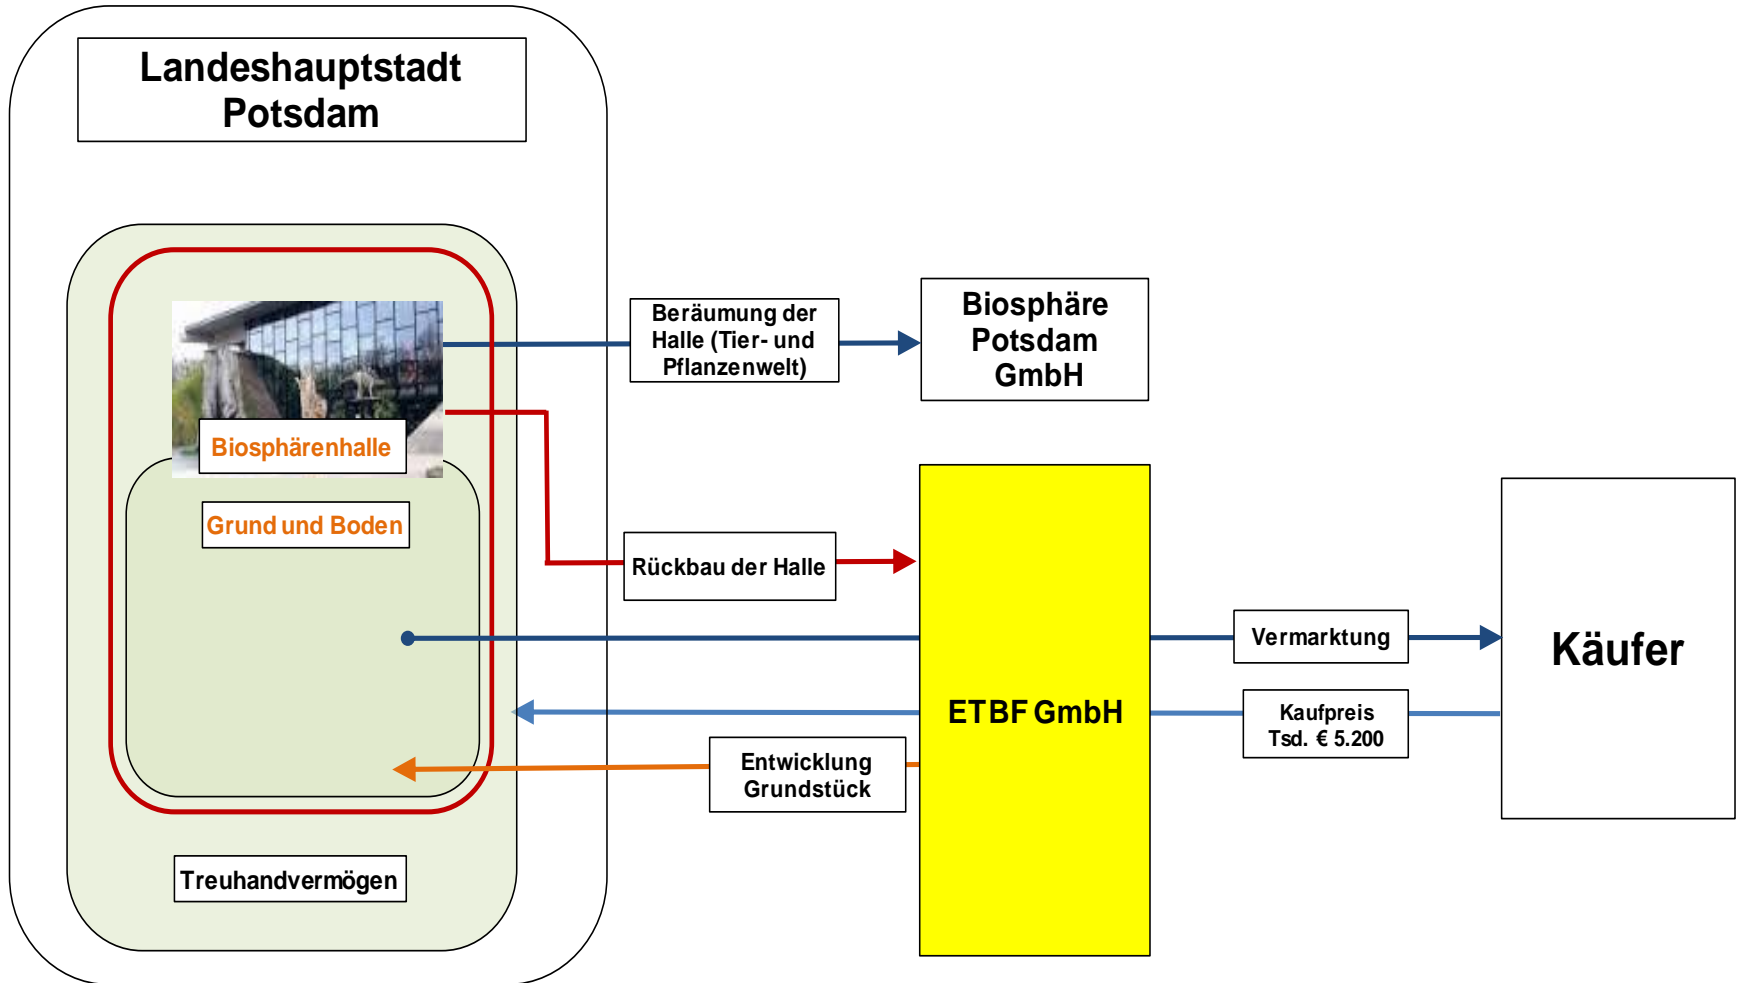 Landeshauptstadt
Potsdam
Beräumung der
Halle (Tier- und
Pflanzenwelt)
Biosphäre
Potsdam
GmbH
Biosphärenhalle
Grund und Boden
Rückbau der Halle
Vermarktung
Käufer
ETBF GmbH
Kaufpreis
Tsd. € 5.200
Entwicklung
Grundstück
Treuhandvermögen